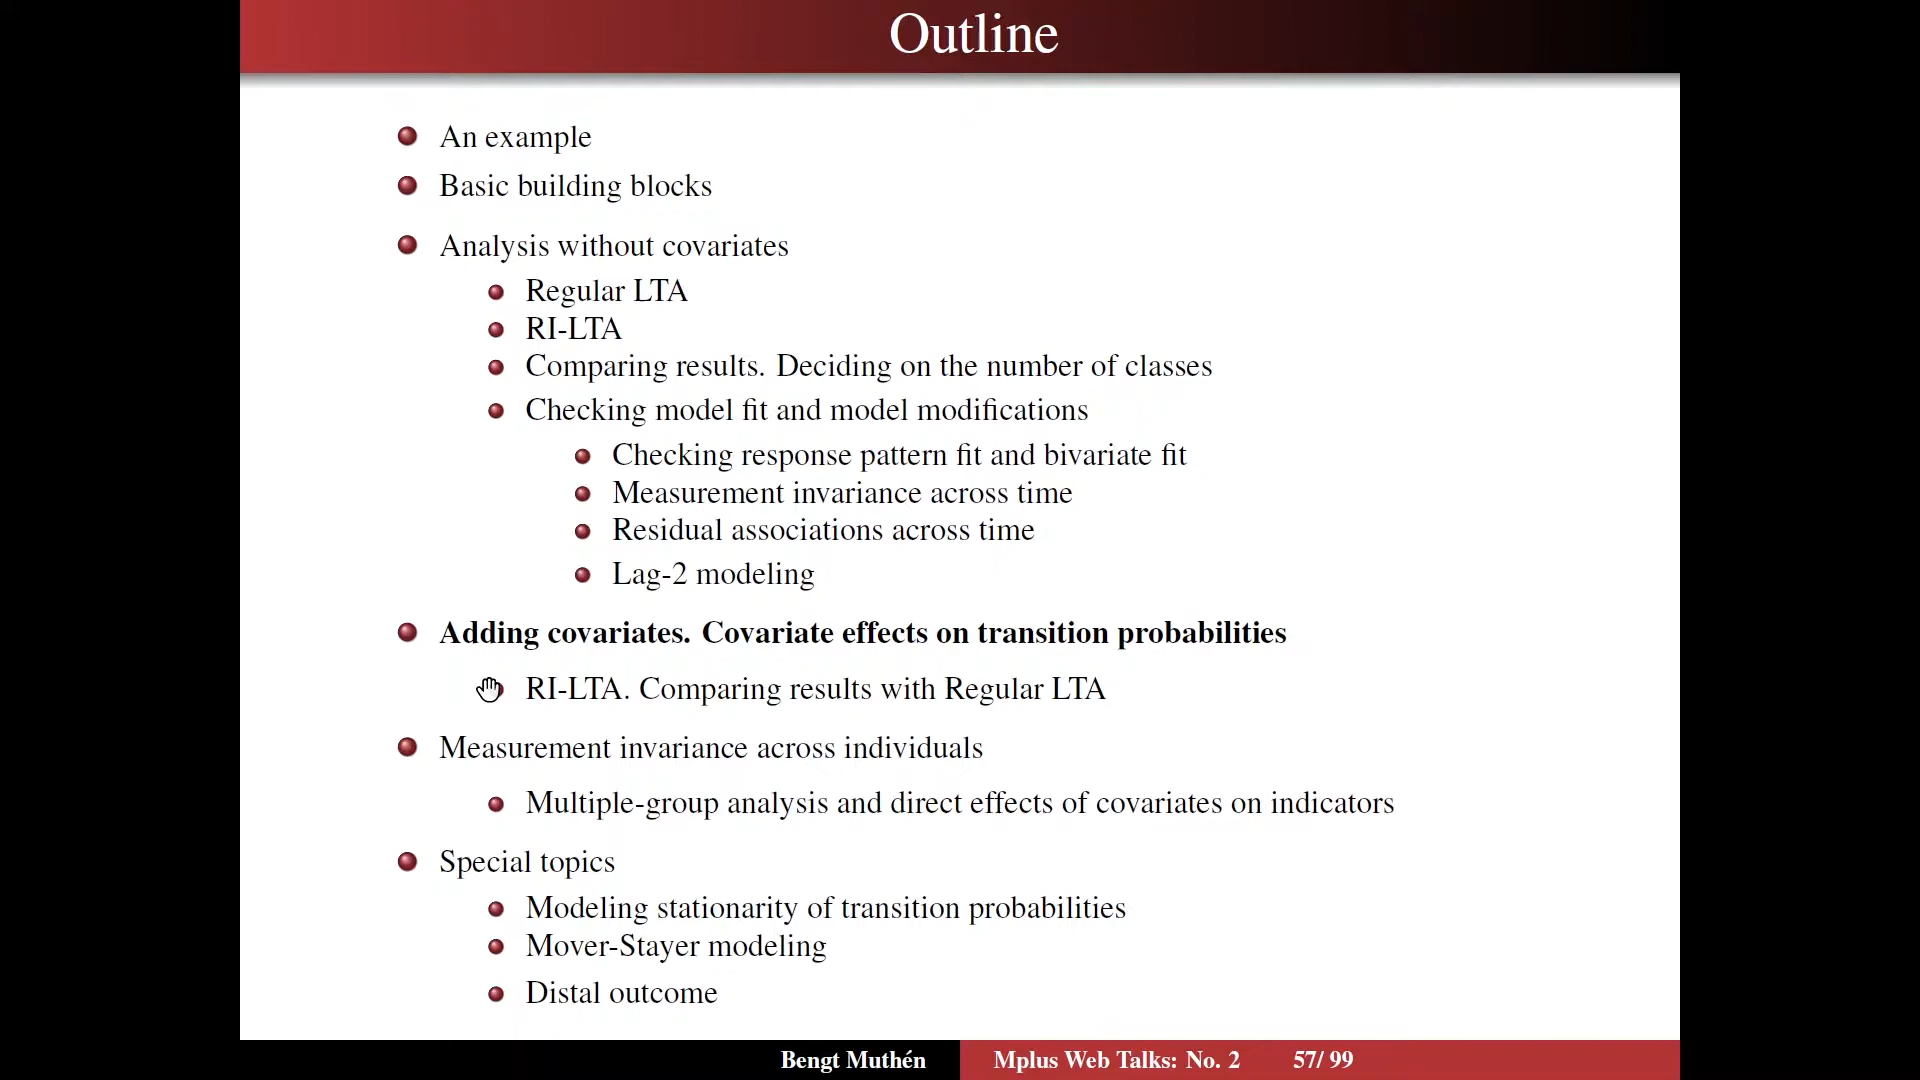 Outline
An example
Basic building blocks
Analysis without covariates
Regular LTA
RI-LTA
Comparing results. Deciding on the number of classes
Checking model fit and model modifications
Checking response pattern fit and bivariate fit
Measurement invariance across time
Residual associations across time
Lag-2 modeling
Adding covariates. Covariate effects on transition probabilities
RI-LTA. Comparing results with Regular LTA
Measurement invariance across individuals
Multiple-group analysis and direct effects of covariates on indicators
Special topics
Modeling stationarity of transition probabilities
Mover-Stayer modeling
Distal outcome
Bengt Muthén Mplus Web Talks: No. 2 57/ 99